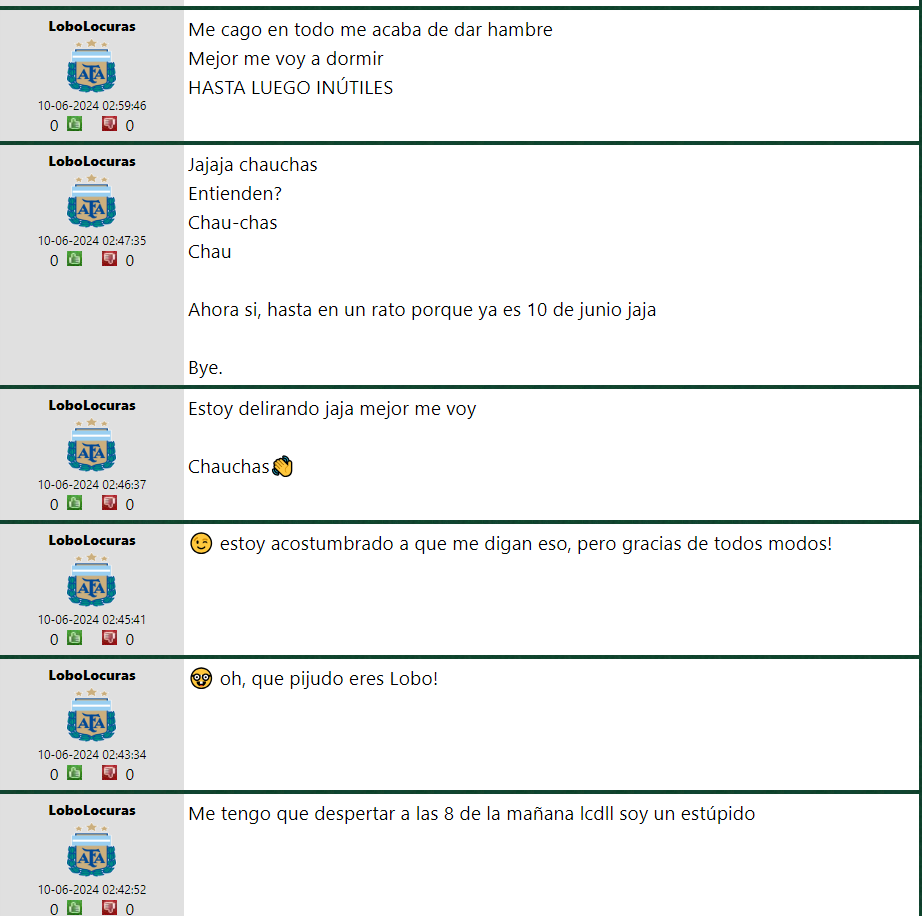 LoboLocuras
AFA
10-06-2024 02:59:46
0 0
Me cago en todo me acaba de dar hambre
Mejor me voy a dormir
HASTA LUEGO INÚTILES
LoboLocuras
AFA
10-06-2024 02:47:35
0 0
Jajaja chauchas
Entienden?
Chau-chas
Chau
Ahora si, hasta en un rato porque ya es 10 de junio jaja
Bye.
LoboLocuras
AFA
10-06-2024 02:46:37
0 0
Estoy delirando jaja mejor me voy
Chauchas👏
LoboLocuras
AFA
10-06-2024 02:45:41
0 0
😉 estoy acostumbrado a que me digan eso, pero gracias de todos modos!
LoboLocuras
AFA
10-06-2024 02:43:34
0 0
🤓 oh, que pijudo eres Lobo!
LoboLocuras
AFA
10-06-2024 02:42:52
0 0
Me tengo que despertar a las 8 de la mañana lcdll soy un estúpido